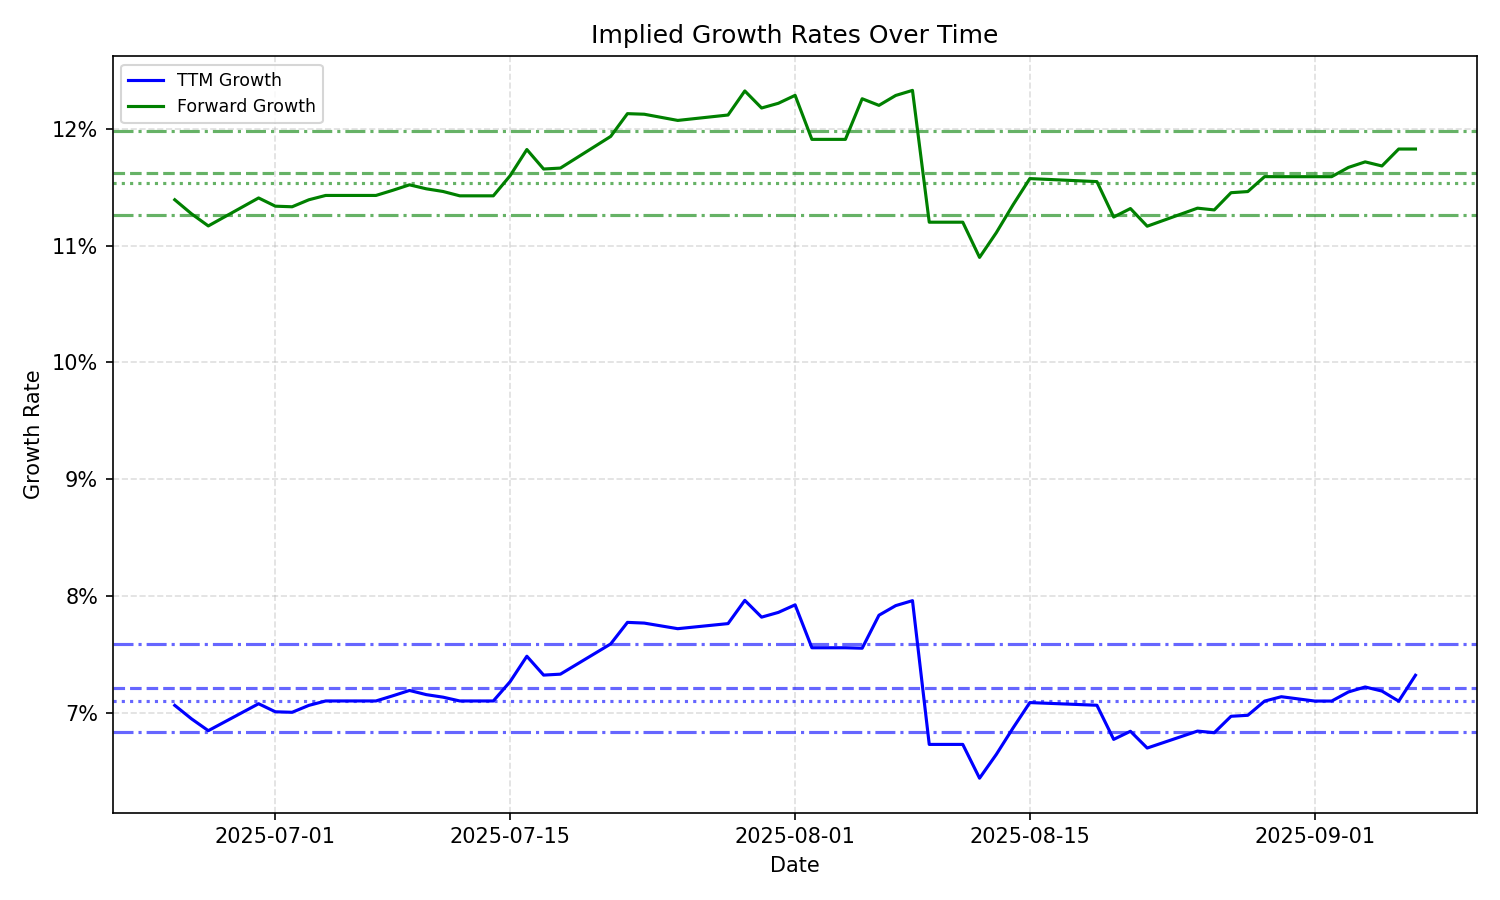 Implied Growth Rates Over Time
TTM Growth
Forward Growth
12%
11%
10%
9%
8%
7%
Growth Rate
2025-07-01
2025-07-15
2025-08-01
2025-08-15
2025-09-01
Date